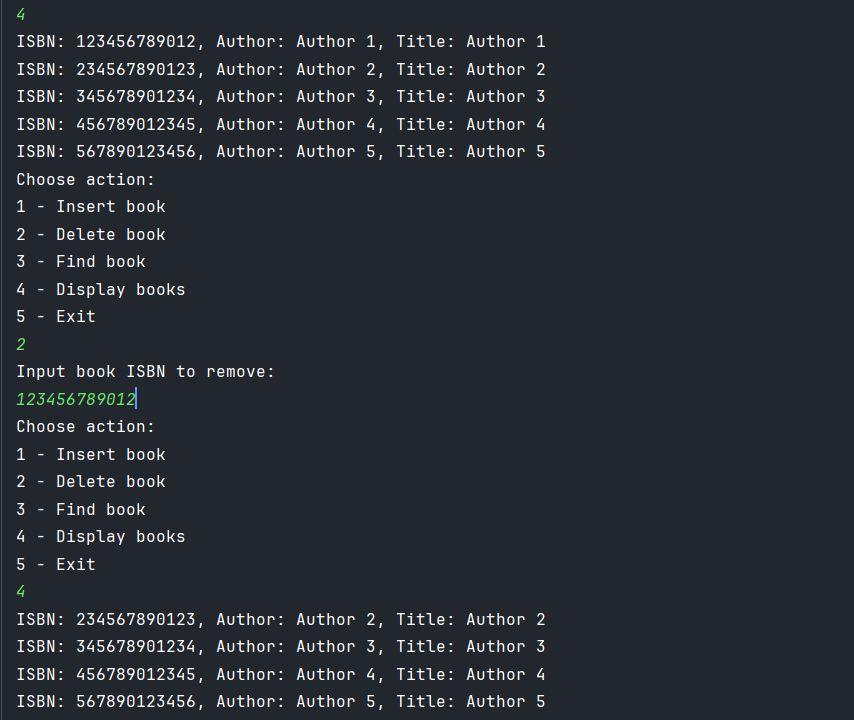 4
ISBN: 123456789012, Author: Author 1, Title: Author 1
ISBN: 234567890123, Author: Author 2, Title: Author 2
ISBN: 345678901234, Author: Author 3, Title: Author 3
ISBN: 456789012345, Author: Author 4, Title: Author 4
ISBN: 567890123456, Author: Author 5, Title: Author 5
Choose action:
1 - Insert book
2 - Delete book
3 - Find book
4 - Display books
5 - Exit
2
Input book ISBN to remove:
123456789012
Choose action:
1 - Insert book
2 - Delete book
3 - Find book
4 - Display books
5 - Exit
4
ISBN: 234567890123, Author: Author 2, Title: Author 2
ISBN: 345678901234, Author: Author 3, Title: Author 3
ISBN: 456789012345, Author: Author 4, Title: Author 4
ISBN: 567890123456, Author: Author 5, Title: Author 5